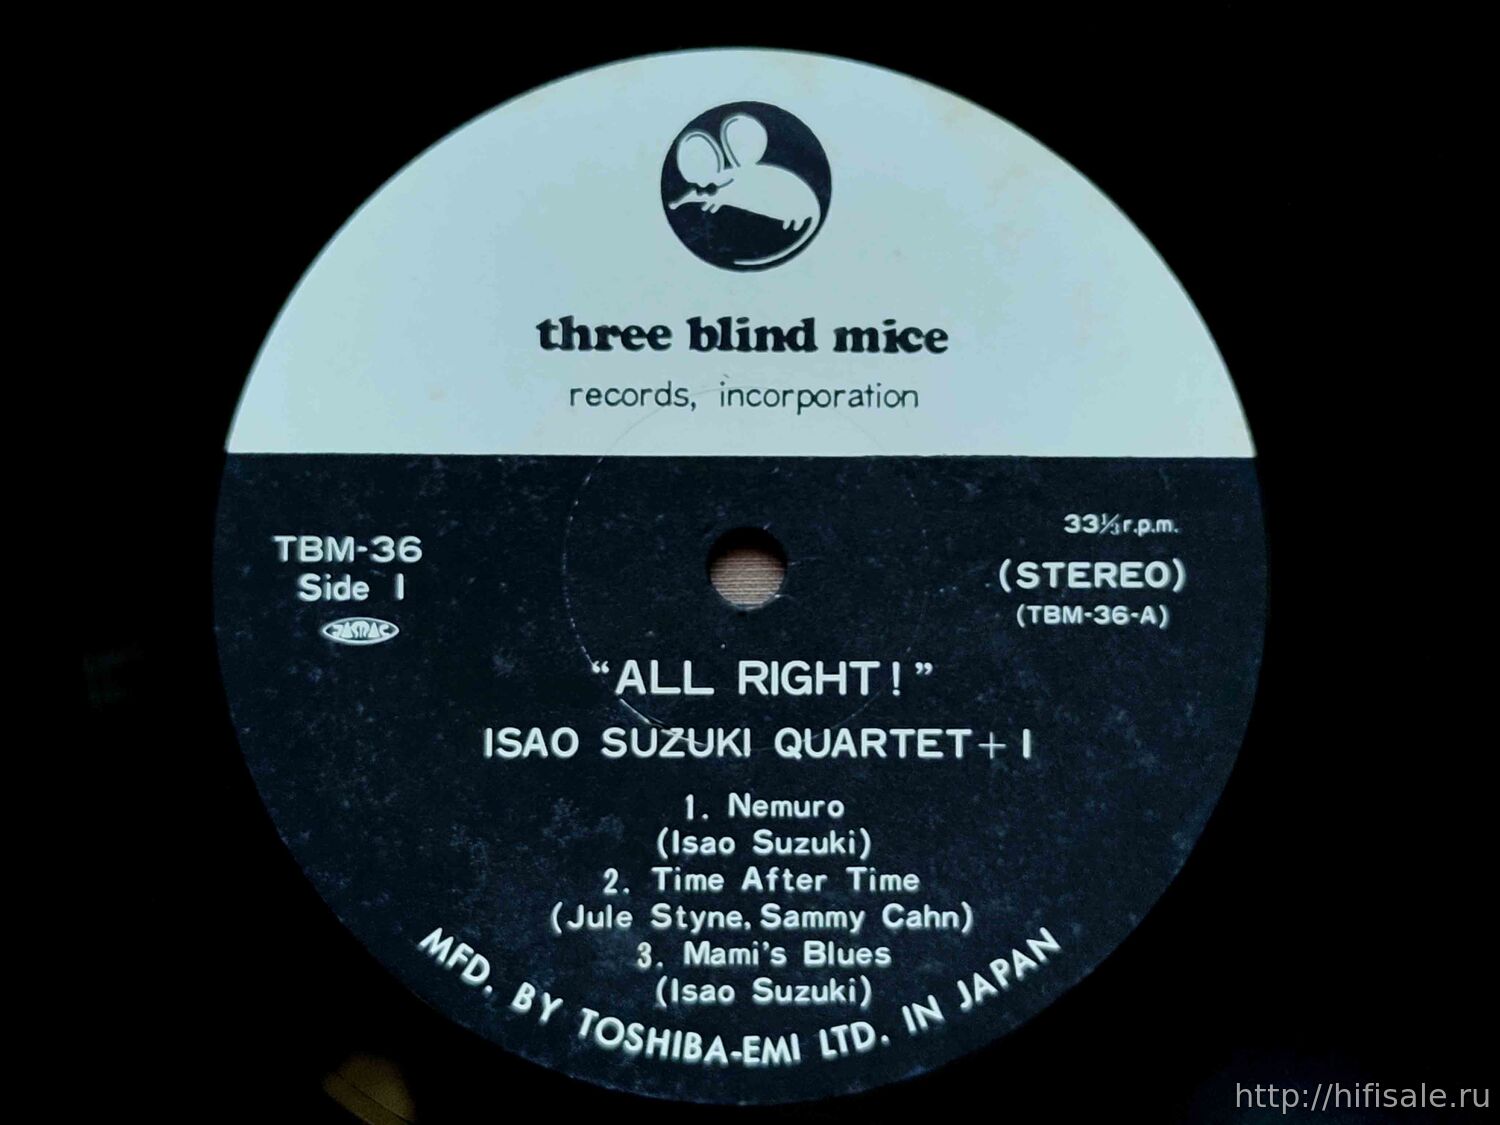 three blind mice
records, incorporation
TBM-36
Side 1
JASRAC
33⅓ r.p.m.
(STEREO)
(TBM-36-A)
“ALL RIGHT!”
ISAO SUZUKI QUARTET+1
1. Nemuro
(Isao Suzuki)
2. Time After Time
(Jule Styne, Sammy Cahn)
3. Mami's Blues
(Isao Suzuki)
MFD. BY TOSHIBA-EMI LTD. IN JAPAN
http://hifisale.ru